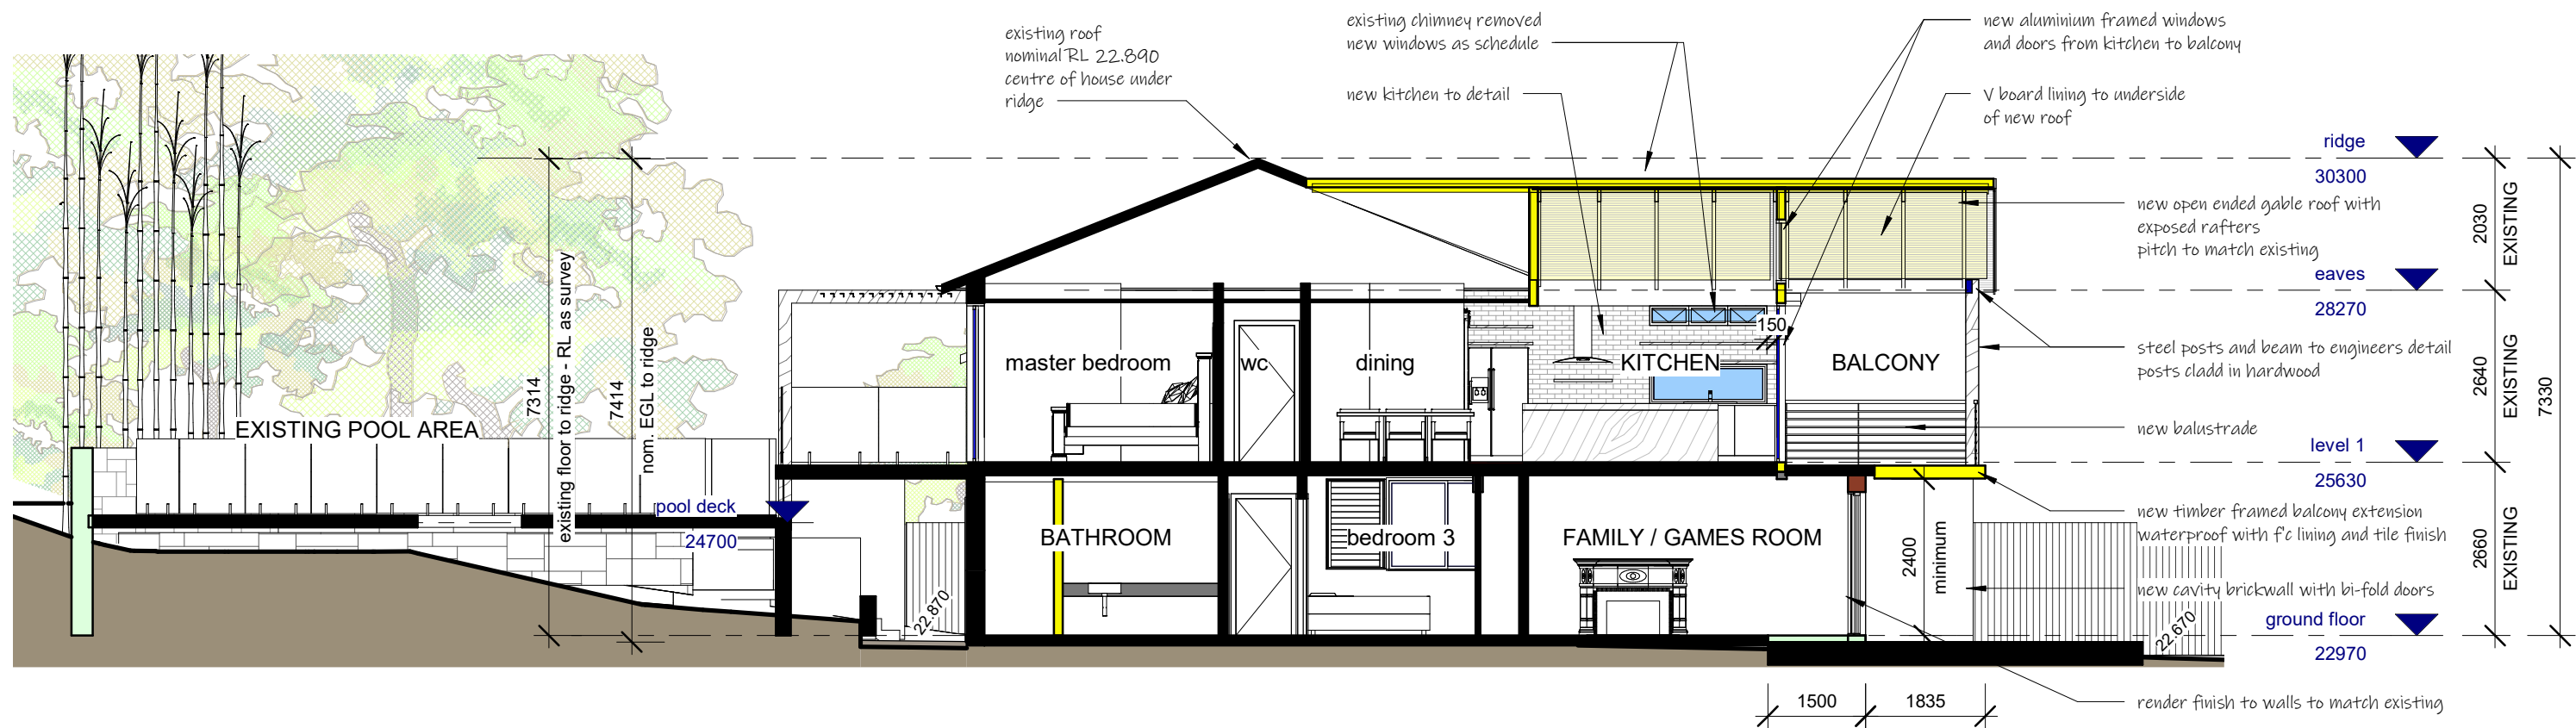 existing roof
nominal RL 22.890
centre of house under
ridge
existing chimney removed
new windows as schedule
new kitchen to detail
new aluminium framed windows
and doors from kitchen to balcony
V board lining to underside
of new roof
ridge
30300
new open ended gable roof with
exposed rafters
pitch to match existing
eaves
28270
steel posts and beam to engineers detail
posts cladd in hardwood
new balustrade
level 1
25630
new timber framed balcony extension
waterproof with f'c lining and tile finish
new cavity brickwall with bi-fold doors
ground floor
22970
render finish to walls to match existing
2030
EXISTING
2640
EXISTING
2660
EXISTING
7330
EXISTING POOL AREA
7314
existing floor to ridge - RL as survey
7414
nom. EGL to ridge
pool deck
24700
master bedroom
wc
dining
KITCHEN
150
BALCONY
BATHROOM
bedroom 3
FAMILY / GAMES ROOM
2400
minimum
22.870
22.670
1500
1835